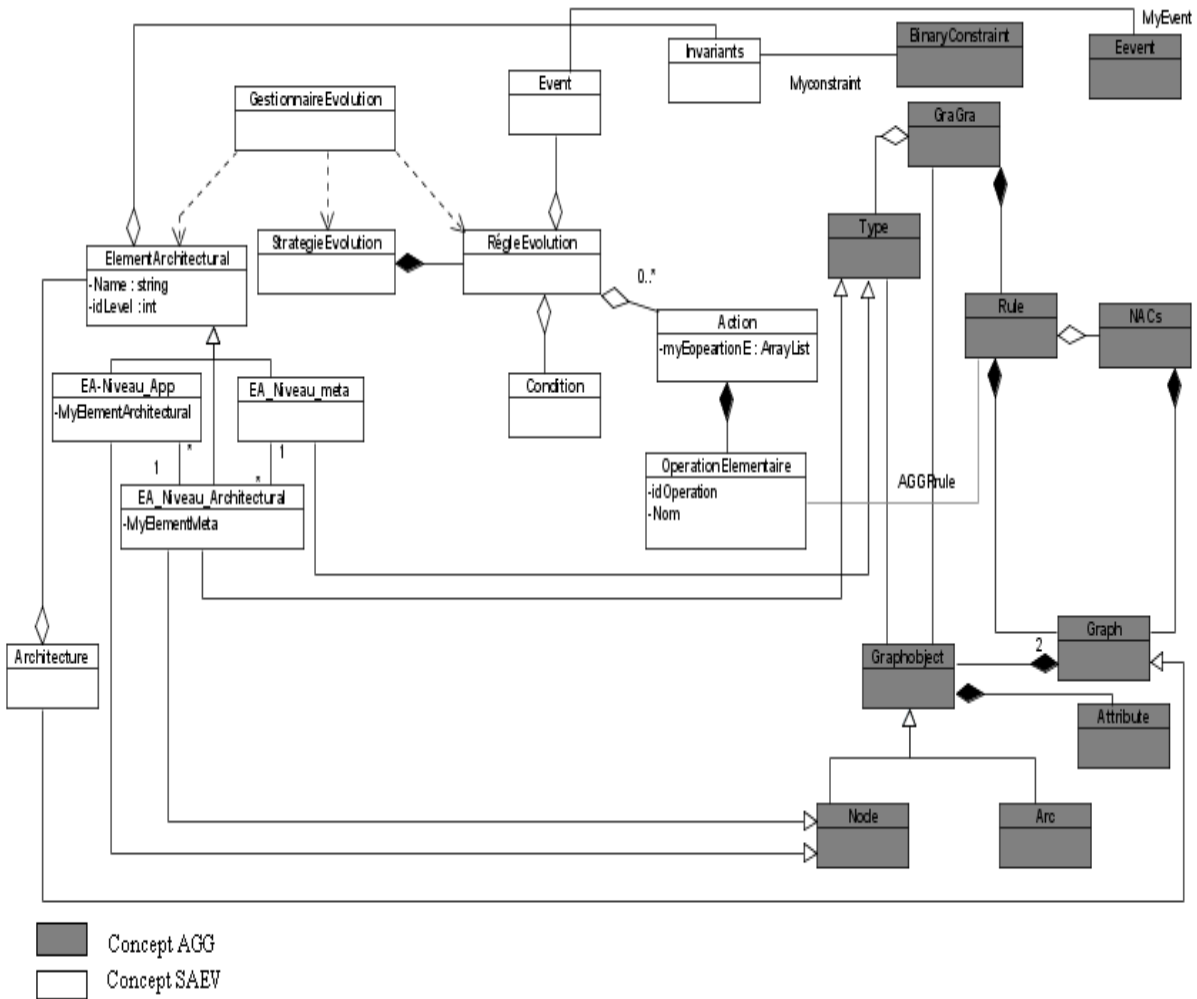 MyEvent
Invariants
BinaryConstraint
Eevent
Event
Myconstraint
GestionnaireEvolution
GraGra
Type
ElementArchitectural
-Name : string
-idLevel : int
StrategieEvolution
RégleEvolution
0..*
Action
-myEopeartionE : ArrayList
Rule
NACs
EA-Niveau_App
-MyElementArchitectural
EA_Niveau_meta
Condition
*
1
1
*
EA_Niveau_Architectural
-MyElementMeta
OperationElementaire
-idOperation
-Nom
AGGRrule
Architecture
Graphobject
2
Graph
Attribute
Node
Arc
Concept AGG
Concept SAEV